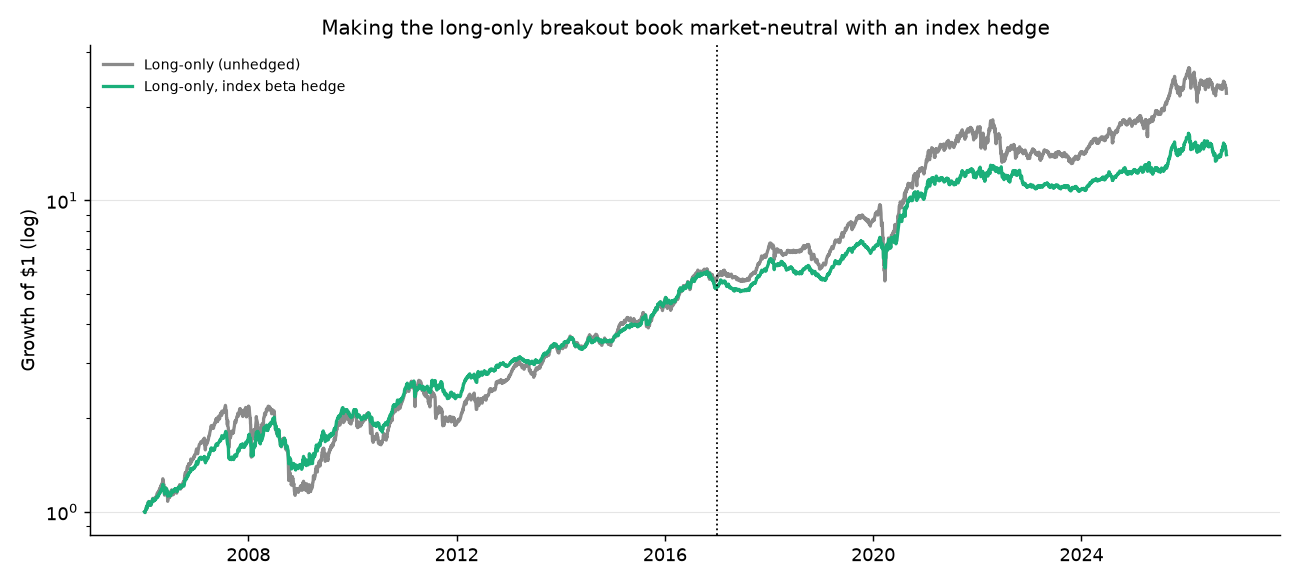 Making the long-only breakout book market-neutral with an index hedge
Long-only (unhedged)
Long-only, index beta hedge
Growth of $1 (log)
10¹
10⁰
2008
2012
2016
2020
2024